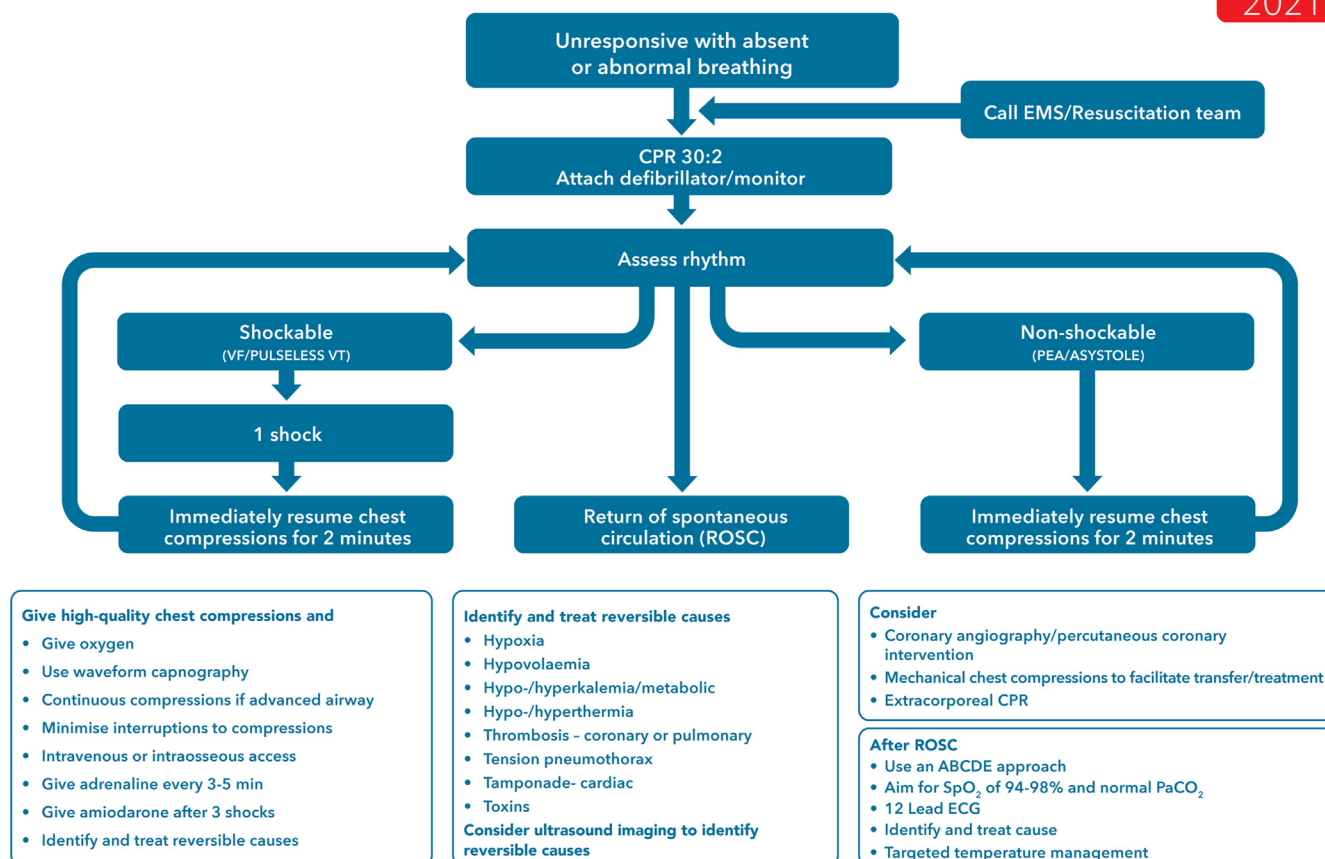 2021
Unresponsive with absent
or abnormal breathing
Call EMS/Resuscitation team
CPR 30:2
Attach defibrillator/monitor
Assess rhythm
Shockable
(VF/PULSELESS VT)
Non-shockable
(PEA/ASYSTOLE)
1 shock
Immediately resume chest
compressions for 2 minutes
Return of spontaneous
circulation (ROSC)
Immediately resume chest
compressions for 2 minutes
Give high-quality chest compressions and
• Give oxygen
• Use waveform capnography
• Continuous compressions if advanced airway
• Minimise interruptions to compressions
• Intravenous or intraosseous access
• Give adrenaline every 3-5 min
• Give amiodarone after 3 shocks
• Identify and treat reversible causes
Identify and treat reversible causes
• Hypoxia
• Hypovolaemia
• Hypo-/hyperkalemia/metabolic
• Hypo-/hyperthermia
• Thrombosis – coronary or pulmonary
• Tension pneumothorax
• Tamponade- cardiac
• Toxins
Consider ultrasound imaging to identify
reversible causes
Consider
• Coronary angiography/percutaneous coronary
intervention
• Mechanical chest compressions to facilitate transfer/treatment
• Extracorporeal CPR
After ROSC
• Use an ABCDE approach
• Aim for SpO₂ of 94-98% and normal PaCO₂
• 12 Lead ECG
• Identify and treat cause
• Targeted temperature management